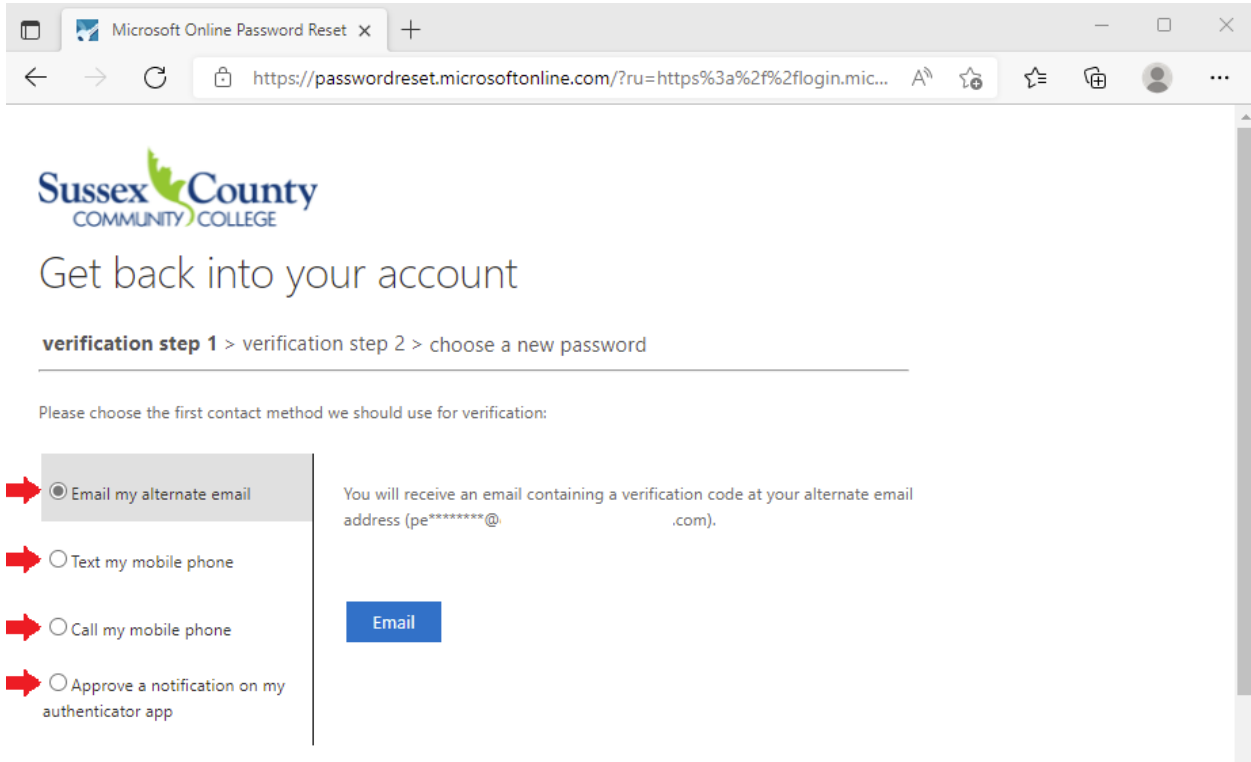 Microsoft Online Password Reset
https://passwordreset.microsoftonline.com/?ru=https%3a%2f%2flogin.mic...
Sussex County
COMMUNITY COLLEGE
Get back into your account
verification step 1 > verification step 2 > choose a new password
Please choose the first contact method we should use for verification:
Email my alternate email
You will receive an email containing a verification code at your alternate email
address (pe********@ .com).
Text my mobile phone
Call my mobile phone
Email
Approve a notification on my
authenticator app